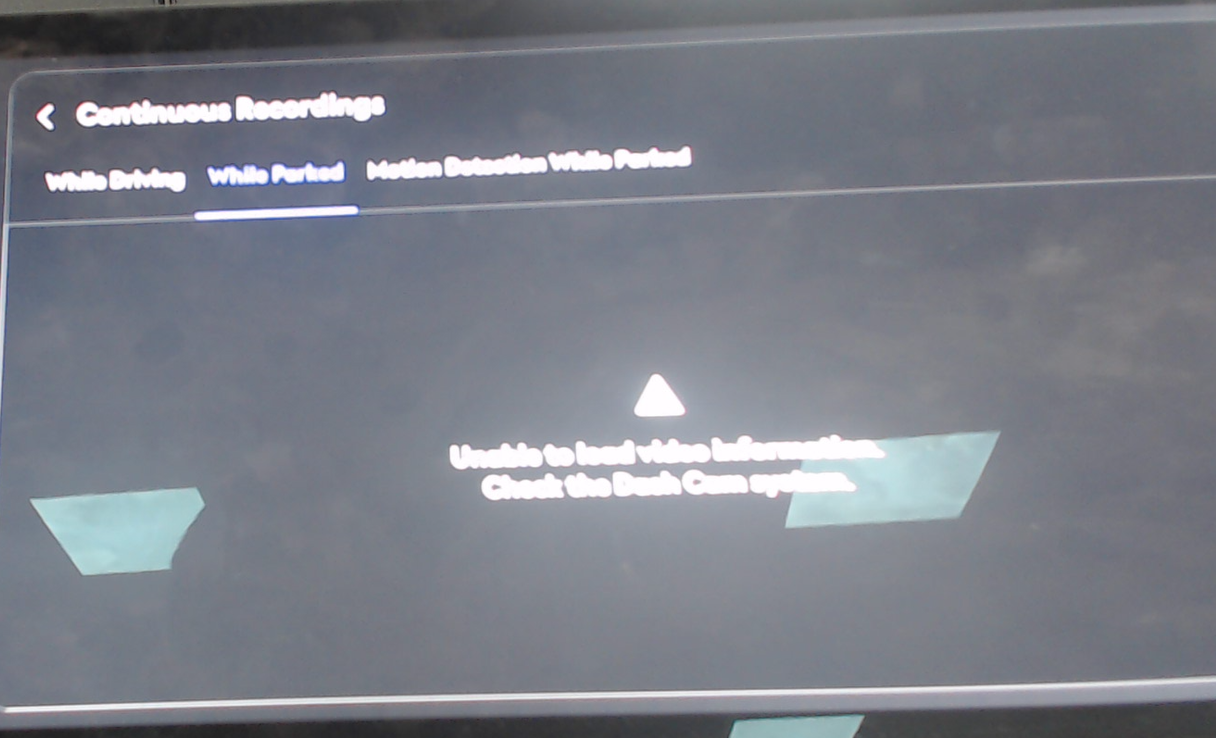 Continuous Recordings
While Driving While Parked Motion Detection While Parked
Unable to load video information.
Check the Dash Cam system.